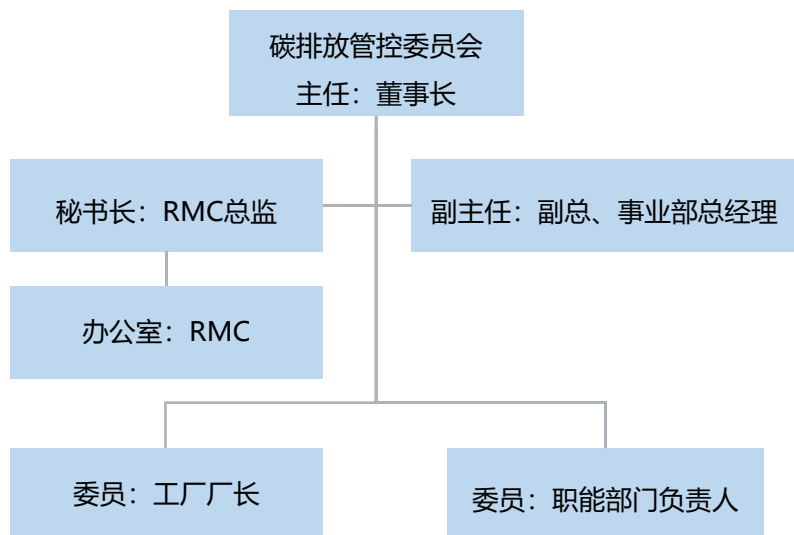 碳排放管控委员会
主任：董事长
秘书长：RMC总监
副主任：副总、事业部总经理
办公室：RMC
委员：工厂厂长
委员：职能部门负责人